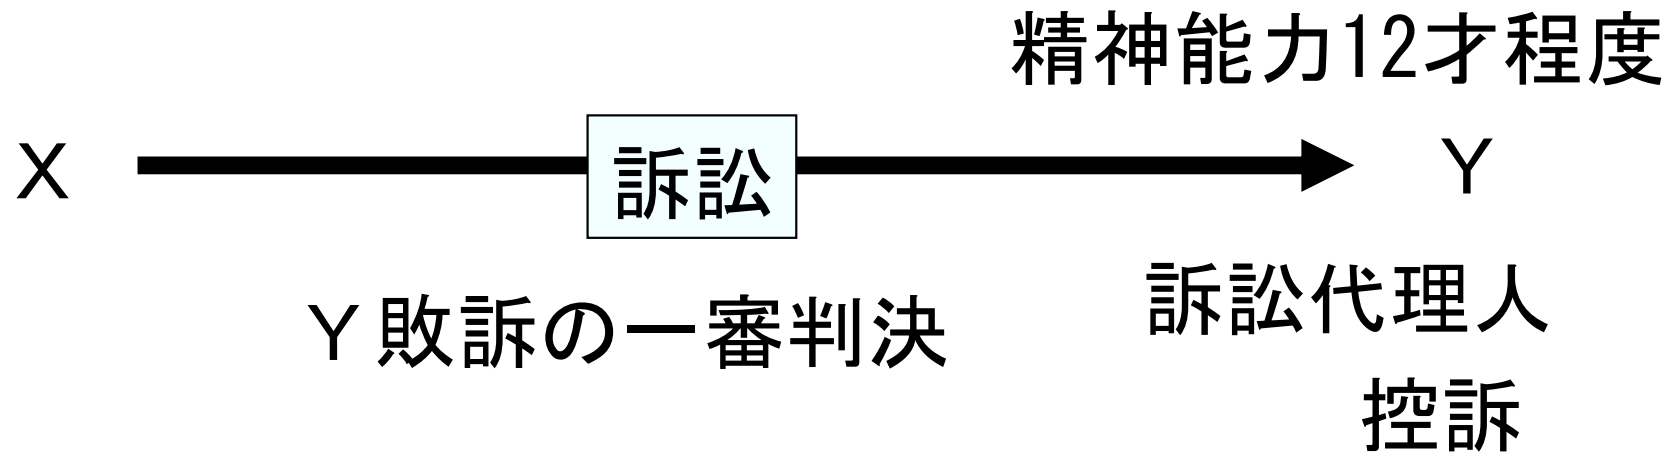 精神能力12才程度
X
訴訟
Y
Y敗訴の一審判決
訴訟代理人
控訴